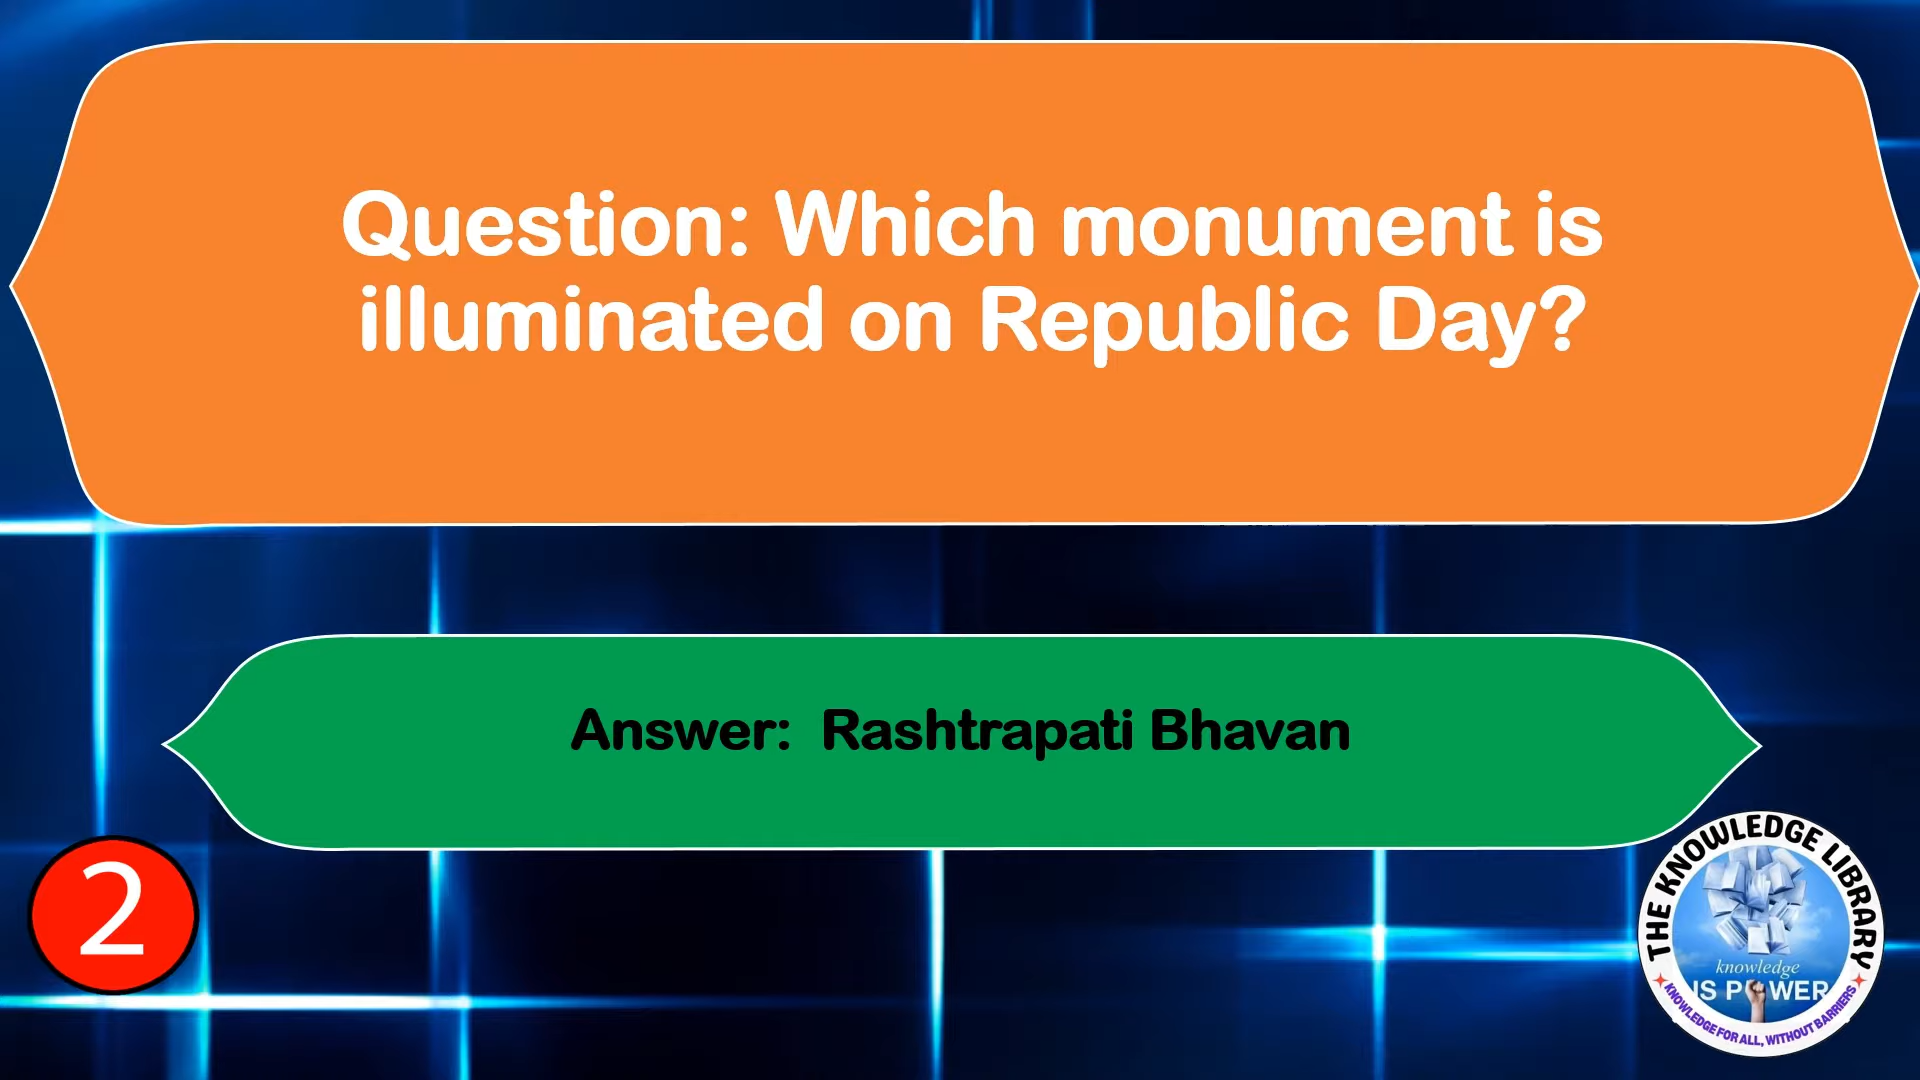 Question: Which monument is
illuminated on Republic Day?
Answer: Rashtrapati Bhavan
2
THE KNOWLEDGE LIBRARY
knowledge
IS POWER
KNOWLEDGE FOR ALL, WITHOUT BARRIERS